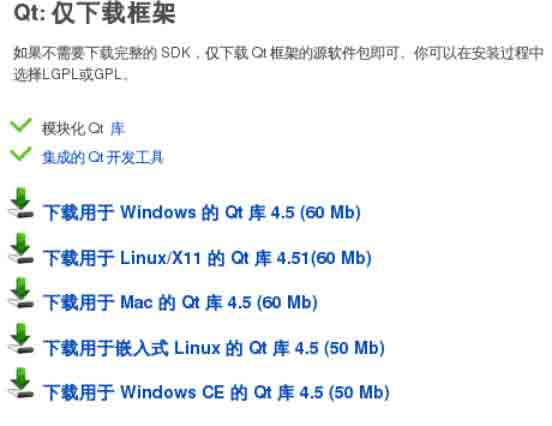 Qt: 仅下载框架
如果不需要下载完整的 SDK，仅下载 Qt 框架的源软件包即可。你可以在安装过程中
选择LGPL或GPL。
模块化 Qt 库
集成的 Qt 开发工具
下载用于 Windows 的 Qt 库 4.5 (60 Mb)
下载用于 Linux/X11 的 Qt 库 4.51(60 Mb)
下载用于 Mac 的 Qt 库 4.5 (60 Mb)
下载用于嵌入式 Linux 的 Qt 库 4.5 (50 Mb)
下载用于 Windows CE 的 Qt 库 4.5 (50 Mb)